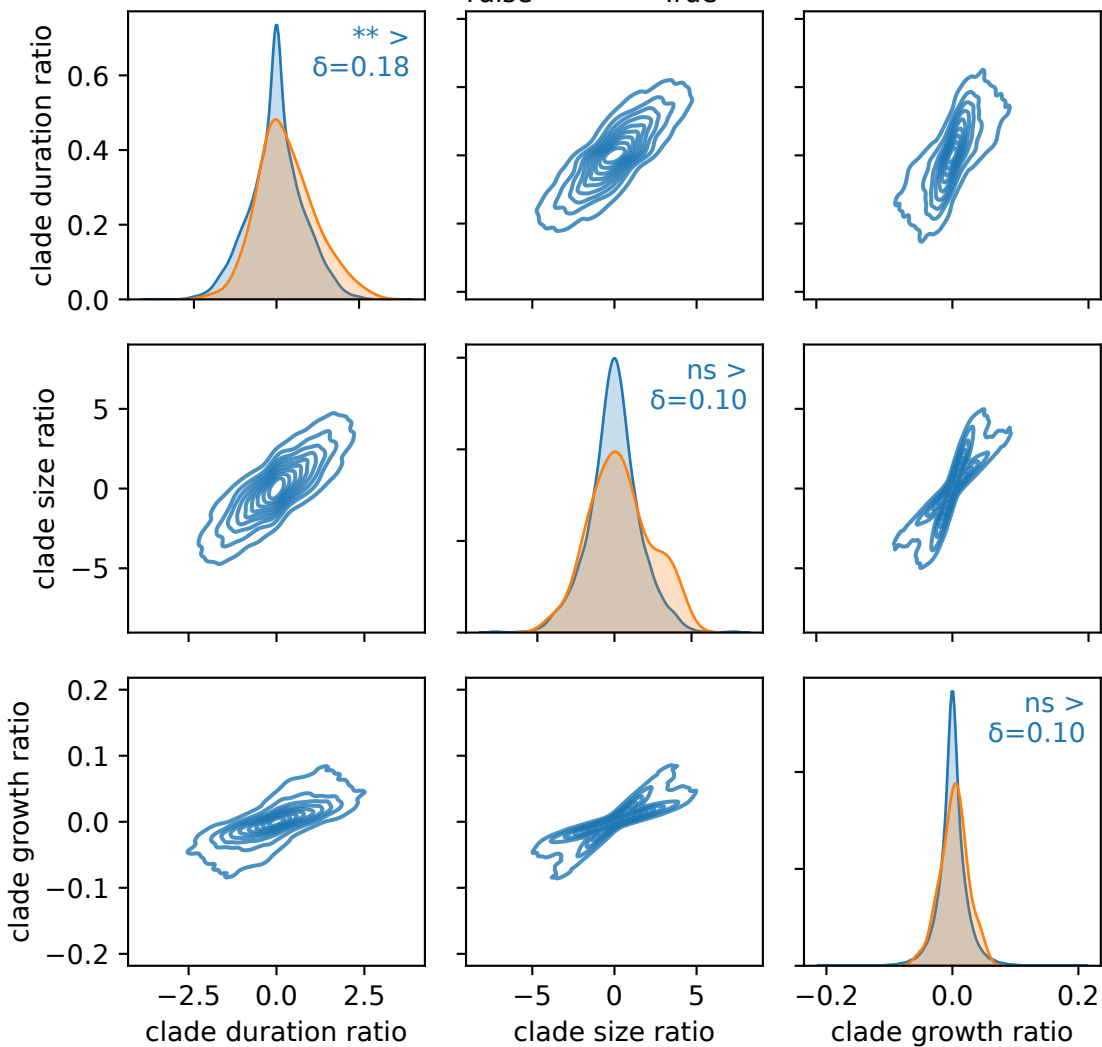 ** >
δ=0.18
clade duration ratio
0.6
0.4
0.2
0.0
ns >
δ=0.10
clade size ratio
5
0
−5
ns >
δ=0.10
clade growth ratio
0.2
0.1
0.0
−0.1
−0.2
−2.5 0.0 2.5
−5 0 5
−0.2 0.0 0.2
clade duration ratio
clade size ratio
clade growth ratio